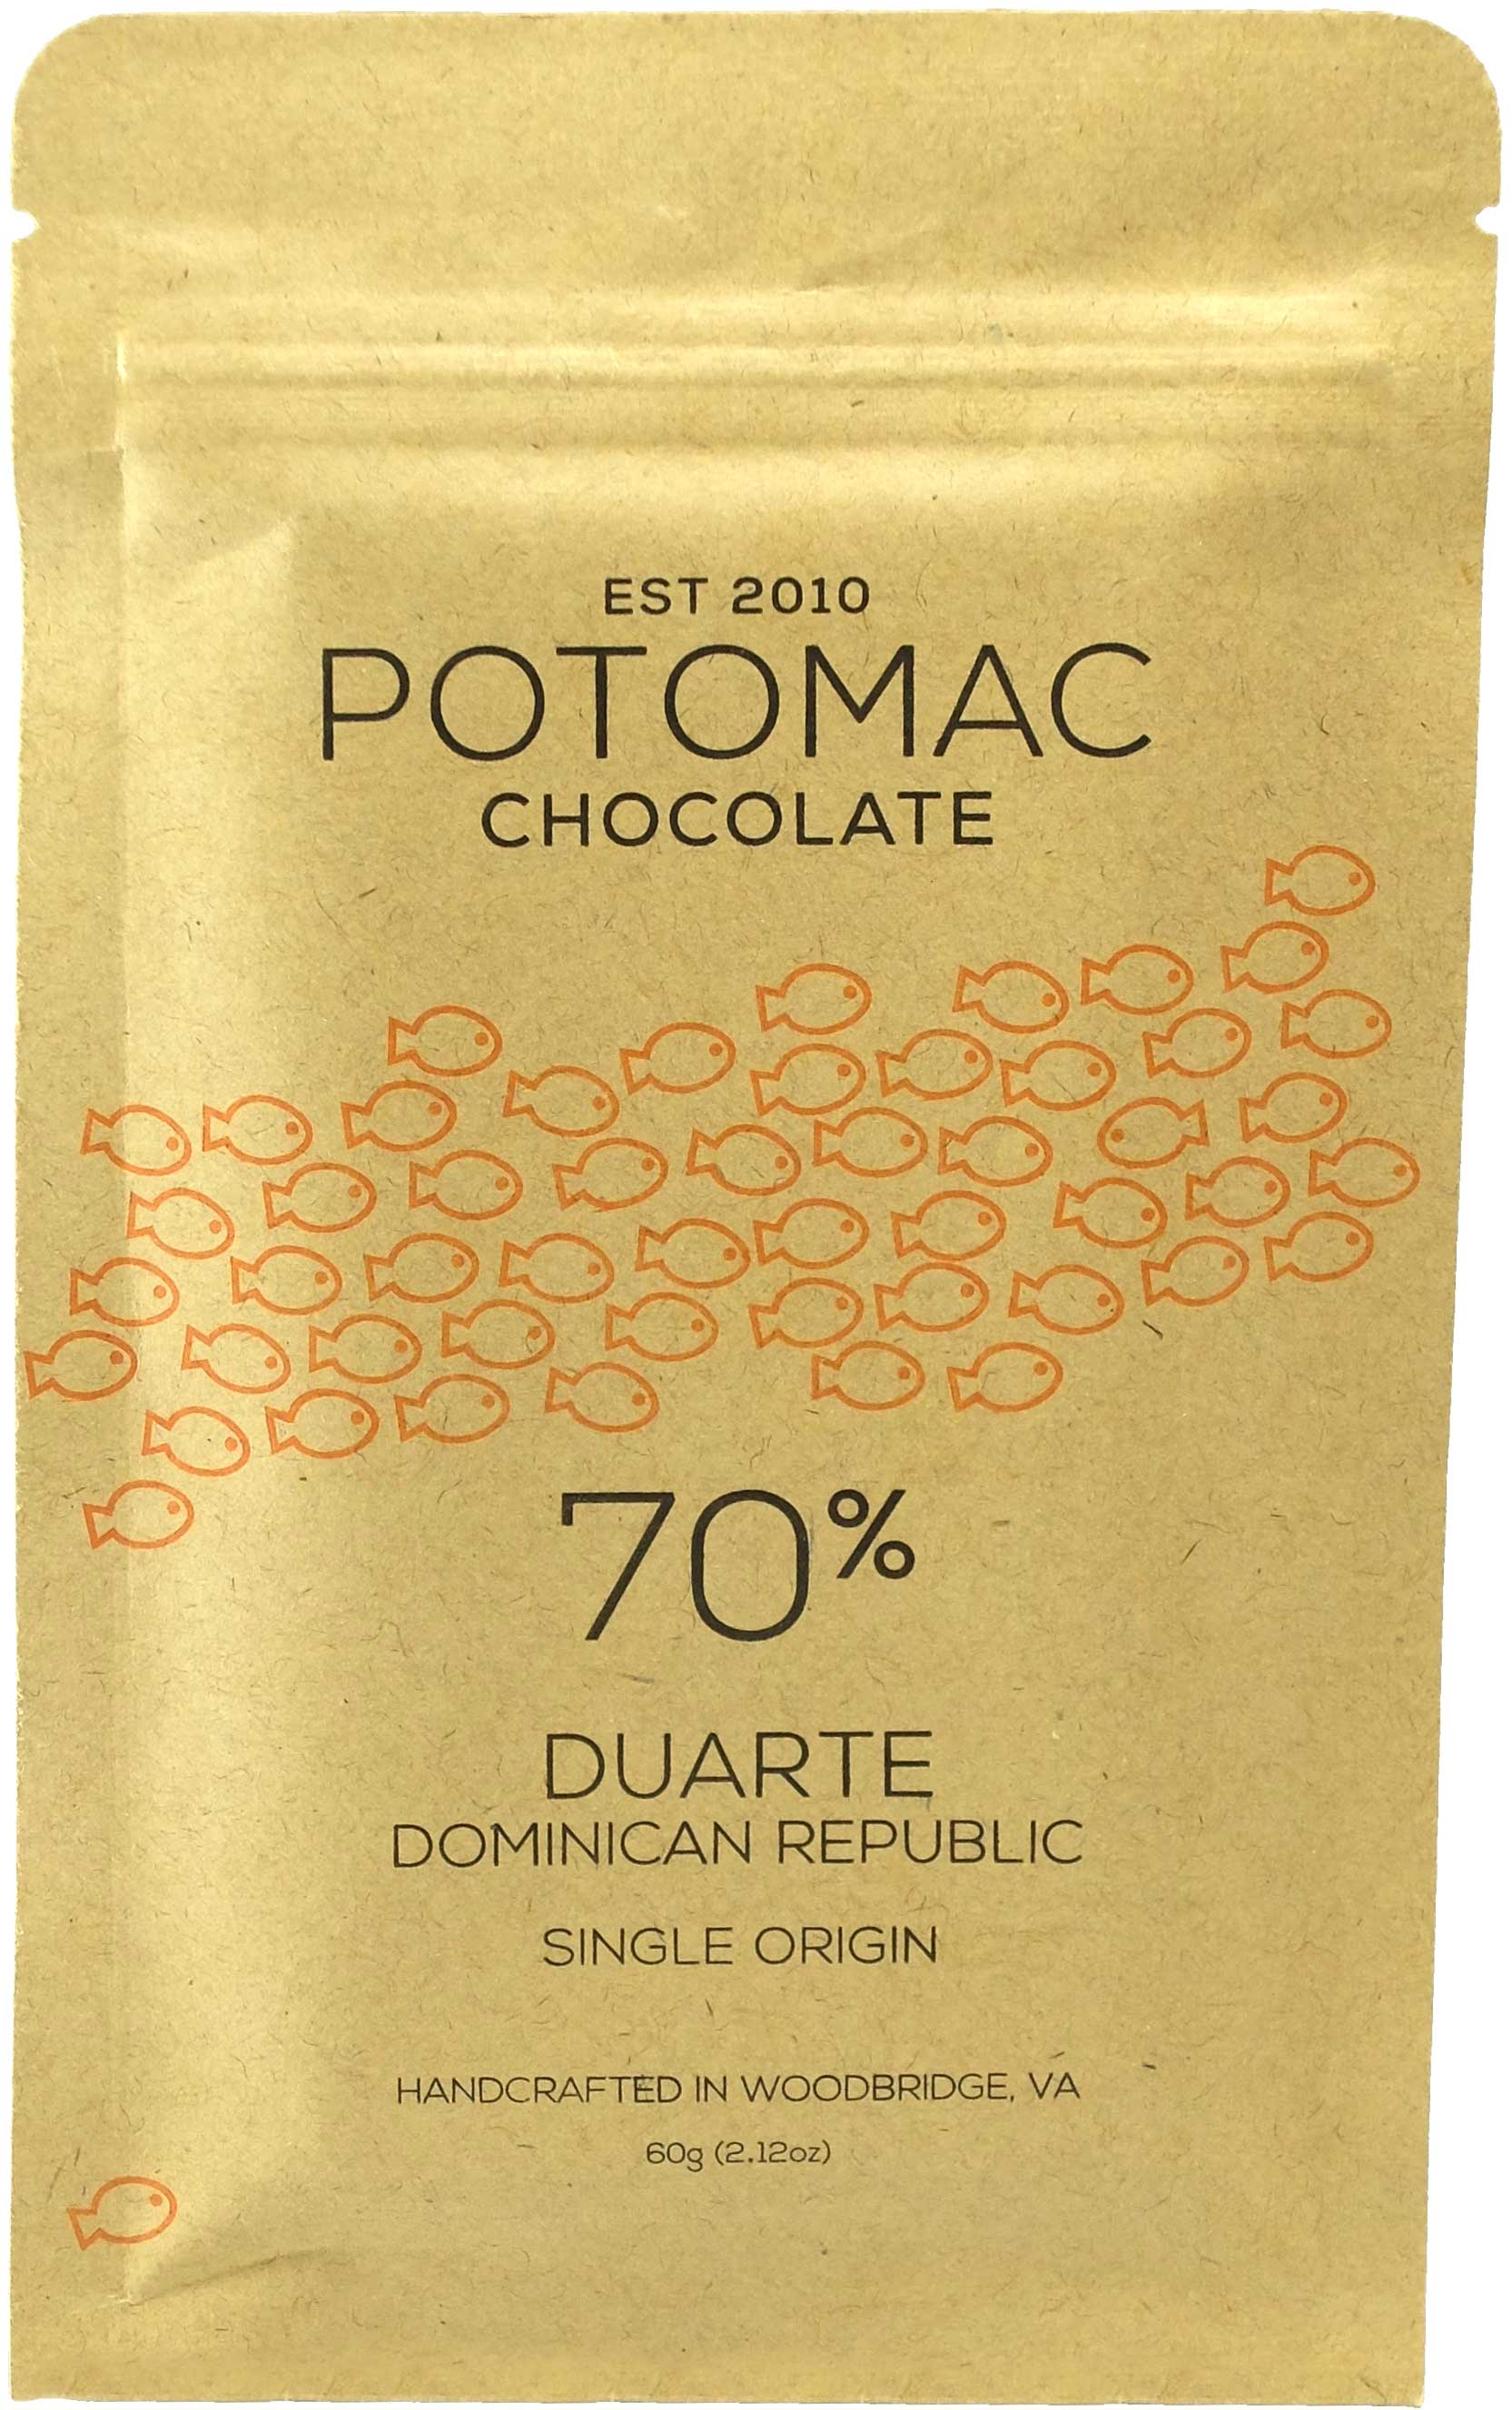 EST 2010
POTOMAC
CHOCOLATE
70%
DUARTE
DOMINICAN REPUBLIC
SINGLE ORIGIN
HANDCRAFTED IN WOODBRIDGE, VA
60g (2.12oz)